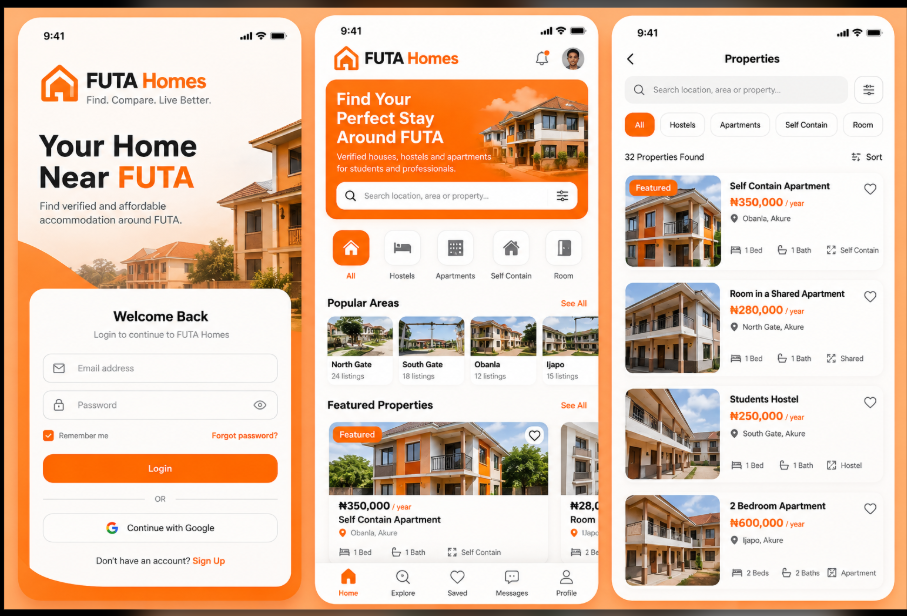 9:41
FUTA Homes
Find. Compare. Live Better.
Your Home
Near FUTA
Find verified and affordable
accommodation around FUTA.
Welcome Back
Login to continue to FUTA Homes
Email address
Password
Remember me
Forgot password?
Login
OR
Continue with Google
Don't have an account? Sign Up
9:41
FUTA Homes
Find Your
Perfect Stay
Around FUTA
Verified houses, hostels and apartments
for students and professionals.
Search location, area or property...
All
Hostels
Apartments
Self Contain
Room
Popular Areas
See All
North Gate
24 listings
South Gate
18 listings
Obanla
12 listings
Ijapo
15 listings
Featured Properties
See All
Featured
₦350,000 / year
Self Contain Apartment
Obanla, Akure
1 Bed
1 Bath
Self Contain
₦28,0
Room
2 Be
Home
Explore
Saved
Messages
Profile
9:41
Properties
Search location, area or property...
All
Hostels
Apartments
Self Contain
Room
32 Properties Found
Sort
Featured
Self Contain Apartment
₦350,000 / year
Obanla, Akure
1 Bed
1 Bath
Self Contain
Room in a Shared Apartment
₦280,000 / year
North Gate, Akure
1 Bed
1 Bath
Shared
Students Hostel
₦250,000 / year
South Gate, Akure
1 Bed
1 Bath
Hostel
2 Bedroom Apartment
₦600,000 / year
Ijapo, Akure
2 Beds
2 Baths
Apartment